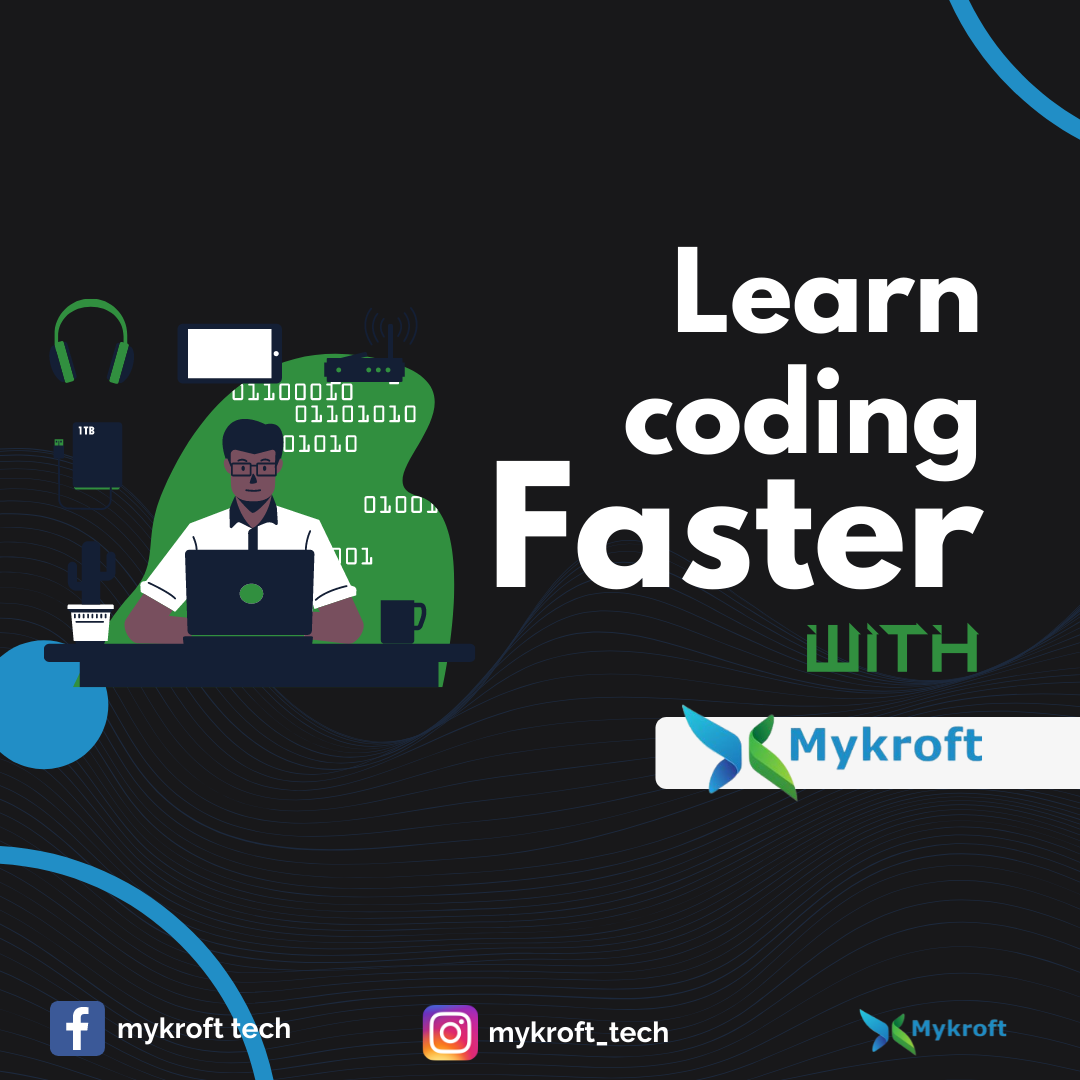 Learn
coding
Faster
WITH
Mykroft
1TB
01100010
01101010
01010
01001
001
mykroft tech
mykroft_tech
Mykroft